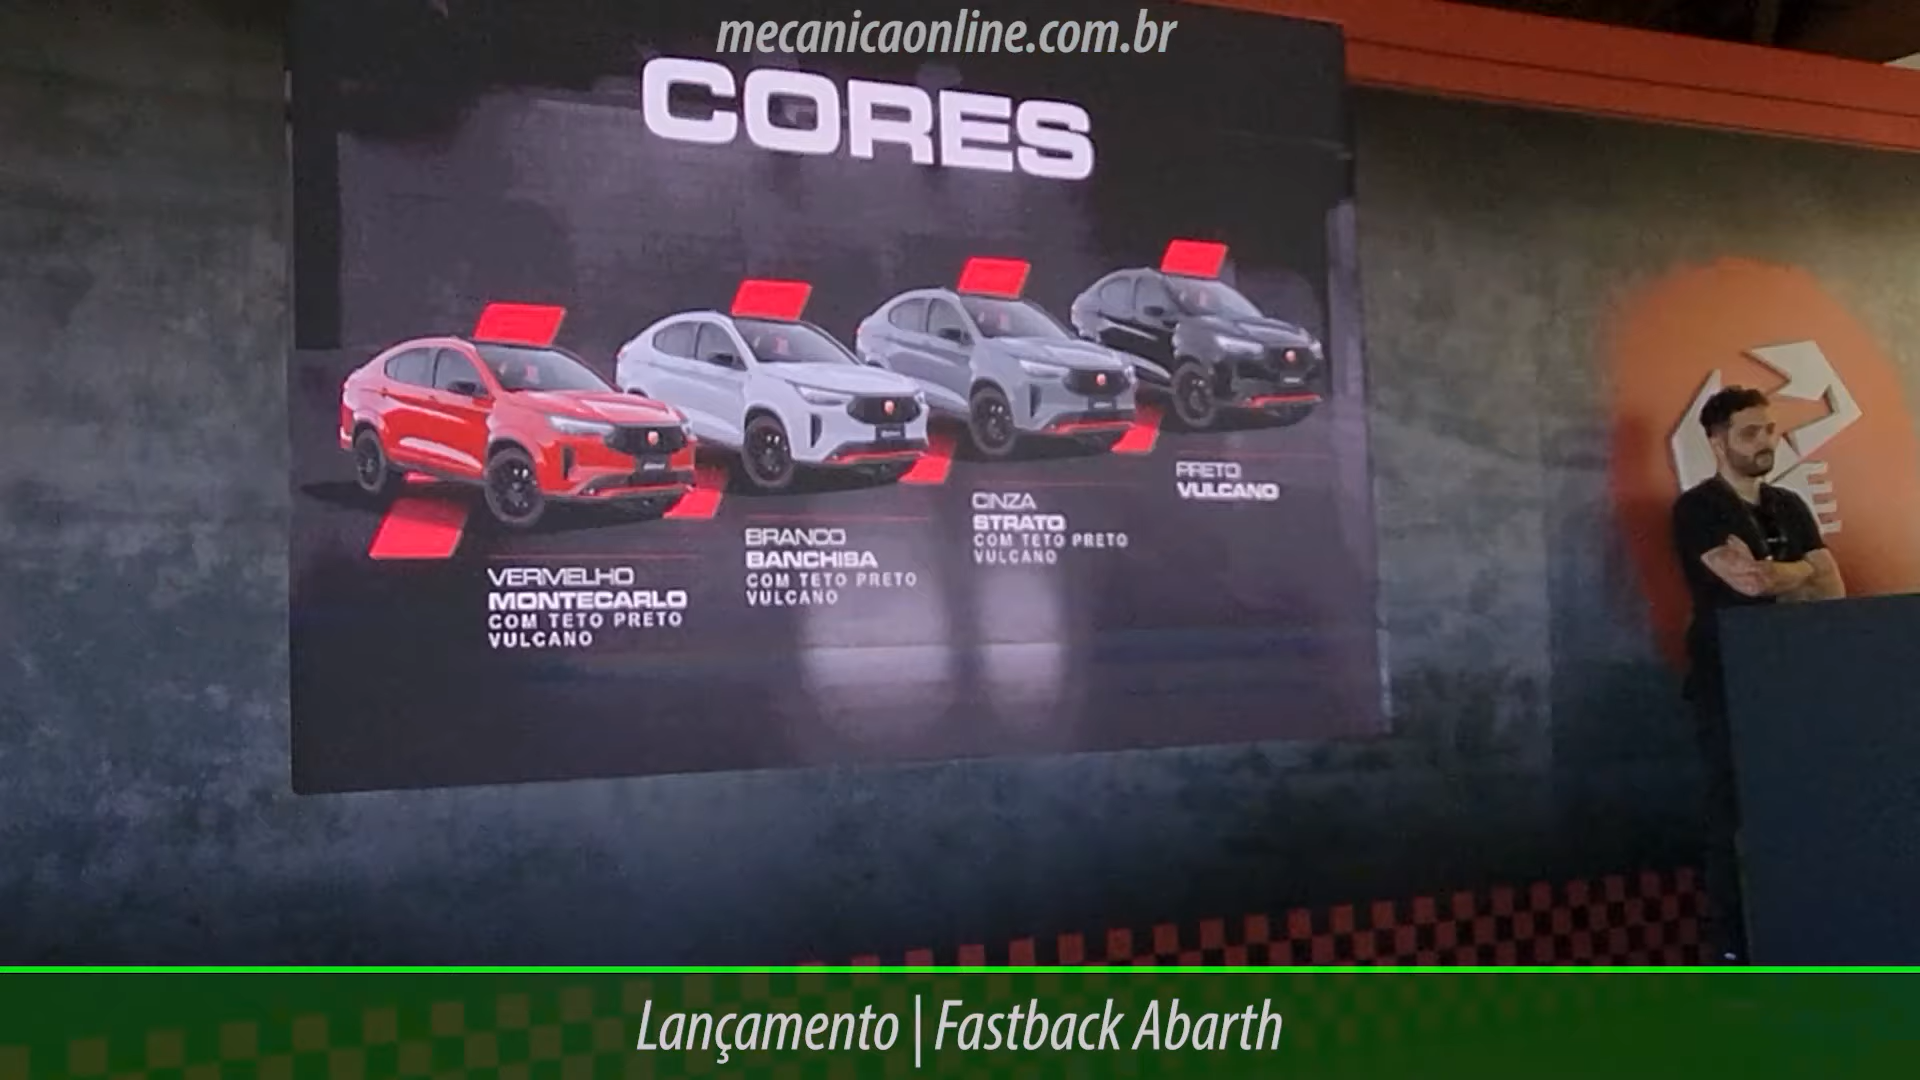 mecanicaonline.com.br
CORES
VERMELHO
MONTECARLO
COM TETO PRETO
VULCANO
BRANCO
BANCHISA
COM TETO PRETO
VULCANO
CINZA
STRATO
COM TETO PRETO
VULCANO
PRETO
VULCANO
Lançamento | Fastback Abarth